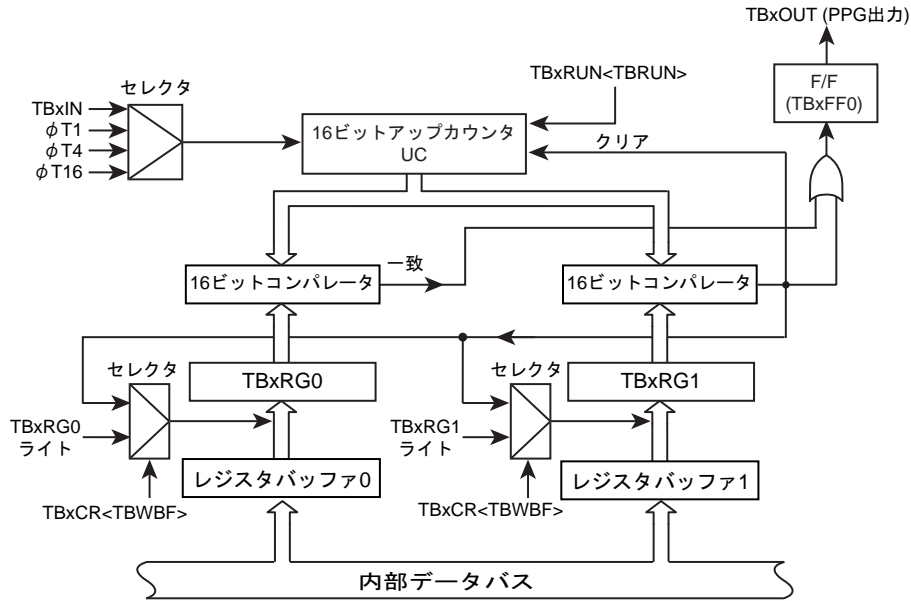 TBxOUT (PPG出力)
TBxRUN<TBRUN>
F/F
(TBxFF0)
セレクタ
TBxIN
φT1
φT4
φT16
16ビットアップカウンタ
UC
クリア
一致
16ビットコンパレータ
16ビットコンパレータ
セレクタ
TBxRG0
セレクタ
TBxRG1
TBxRG0
ライト
TBxRG1
ライト
レジスタバッファ0
レジスタバッファ1
TBxCR<TBWBF>
TBxCR<TBWBF>
内部データバス